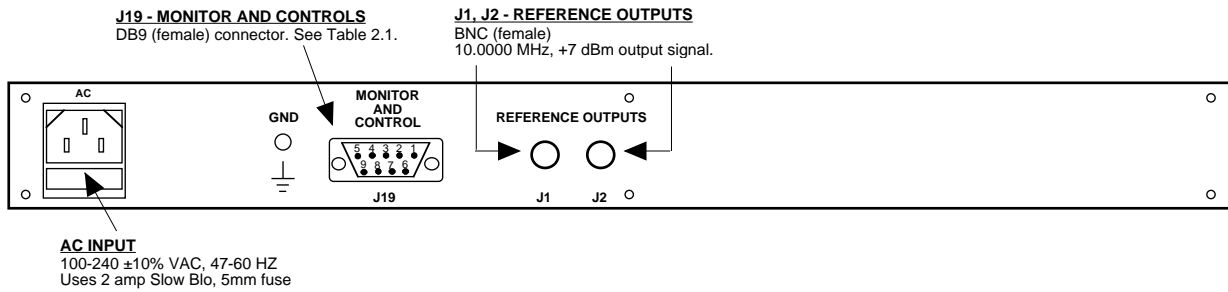 J19 - MONITOR AND CONTROLS
DB9 (female) connector. See Table 2.1.
J1, J2 - REFERENCE OUTPUTS
BNC (female)
10.0000 MHz, +7 dBm output signal.
AC
GND
MONITOR
AND
CONTROL
5 4 3 2 1
9 8 7 6
J19
REFERENCE OUTPUTS
J1 J2
AC INPUT
100-240 ±10% VAC, 47-60 HZ
Uses 2 amp Slow Blo, 5mm fuse